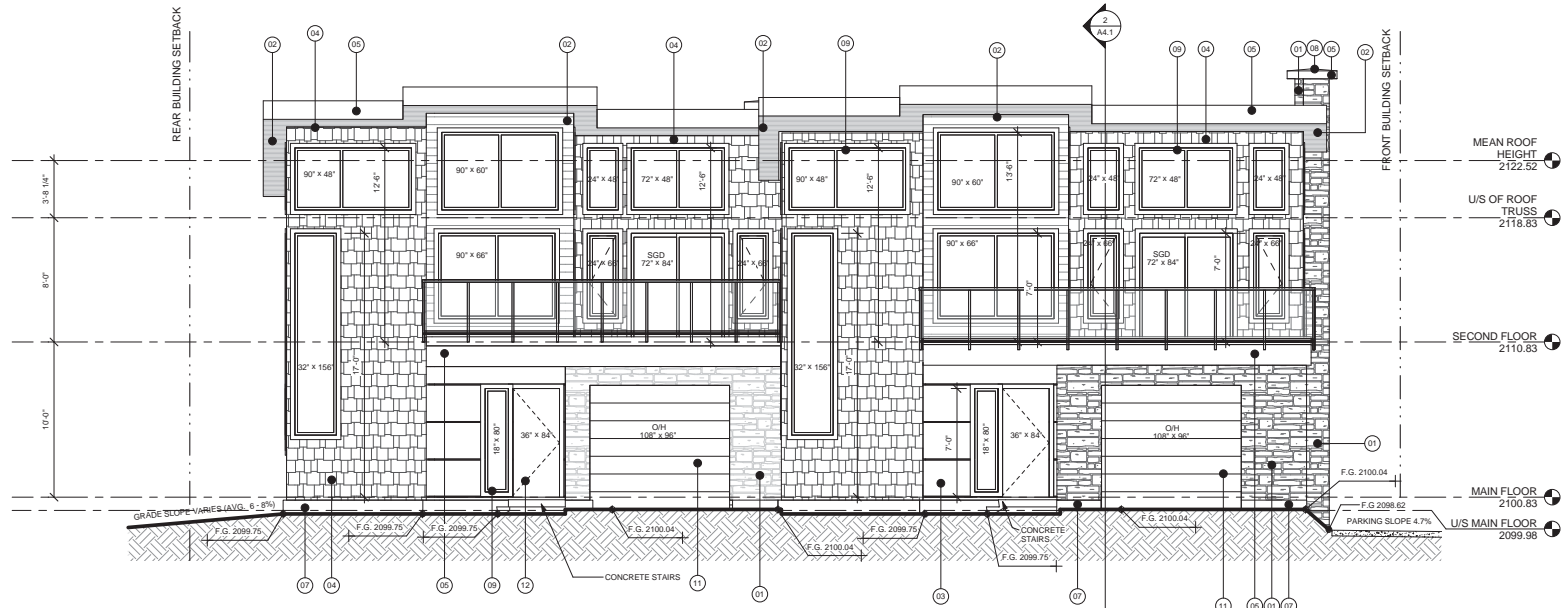 REAR BUILDING SETBACK
FRONT BUILDING SETBACK
02
04
05
02
04
02
09
02
2
A4.1
09
04
05
01
08
05
02
MEAN ROOF
HEIGHT
2122.52
U/S OF ROOF
TRUSS
2118.83
SECOND FLOOR
2110.83
MAIN FLOOR
2100.83
U/S MAIN FLOOR
2099.98
3'-8 1/4"
8'-0"
10'-0"
90" x 48"
12'-6"
90" x 60"
24" x 48"
72" x 48"
12'-6"
90" x 48"
12'-6"
90" x 60"
13'-6"
24" x 48"
72" x 48"
24" x 48"
90" x 66"
24" x 66"
SGD
72" x 84"
24" x 66"
90" x 66"
7'-0"
24" x 66"
SGD
72" x 84"
7'-0"
24" x 66"
32" x 156"
17'-0"
32" x 156"
17'-0"
18" x 80"
36" x 84"
O/H
108" x 96"
7'-0"
18" x 80"
36" x 84"
O/H
108" x 96"
01
GRADE SLOPE VARIES (AVG. 6 - 8%)
F.G. 2099.75
F.G. 2099.75
F.G. 2099.75
F.G. 2100.04
F.G. 2100.04
F.G. 2099.75
CONCRETE
STAIRS
F.G. 2099.75
F.G. 2100.04
F.G. 2100.04
F.G 2098.62
PARKING SLOPE 4.7%
CONCRETE STAIRS
07
04
05
09
12
11
01
03
07
11
05
01
07